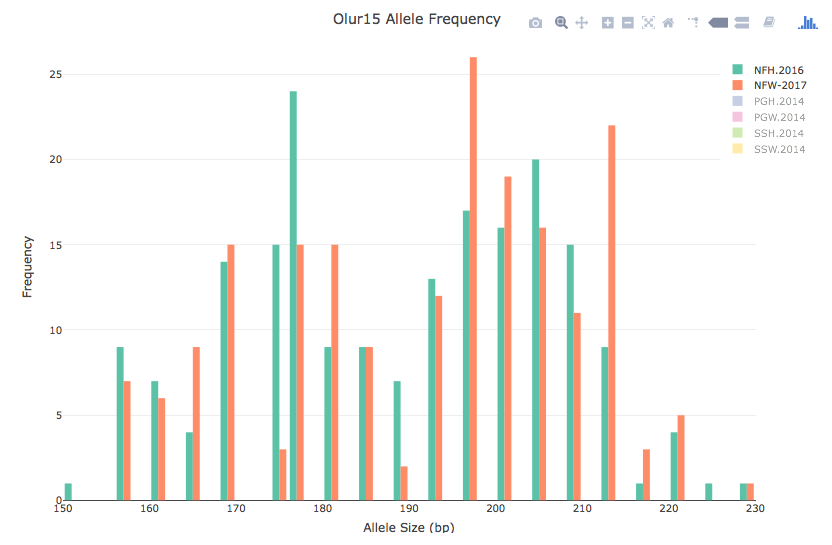 Olur15 Allele Frequency
NFH.2016
NFW-2017
PGH.2014
PGW.2014
SSH.2014
SSW.2014
Frequency
25
20
15
10
5
0
150 160 170 180 190 200 210 220 230
Allele Size (bp)